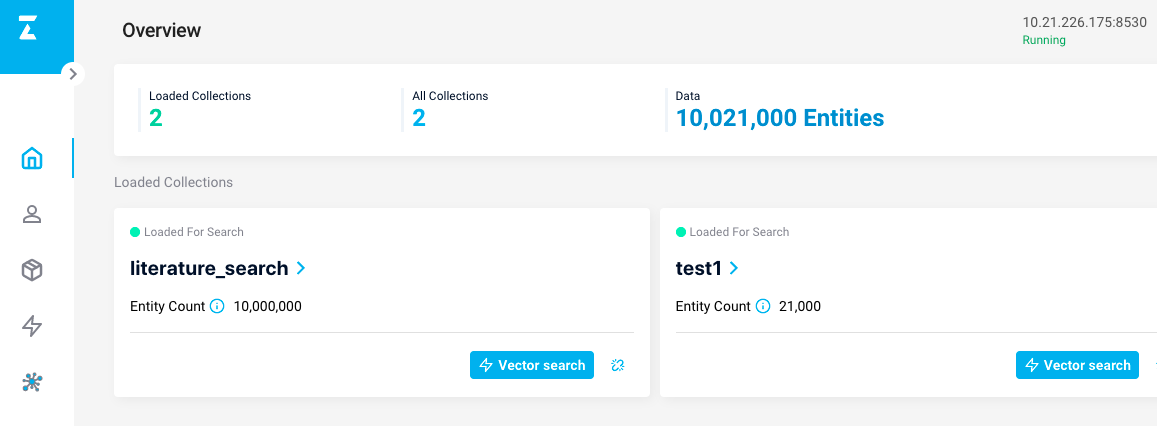 Overview
10.21.226.175:8530
Running
Loaded Collections
2
All Collections
2
Data
10,021,000 Entities
Loaded Collections
Loaded For Search
literature_search
Entity Count 10,000,000
Vector search
Loaded For Search
test1
Entity Count 21,000
Vector search